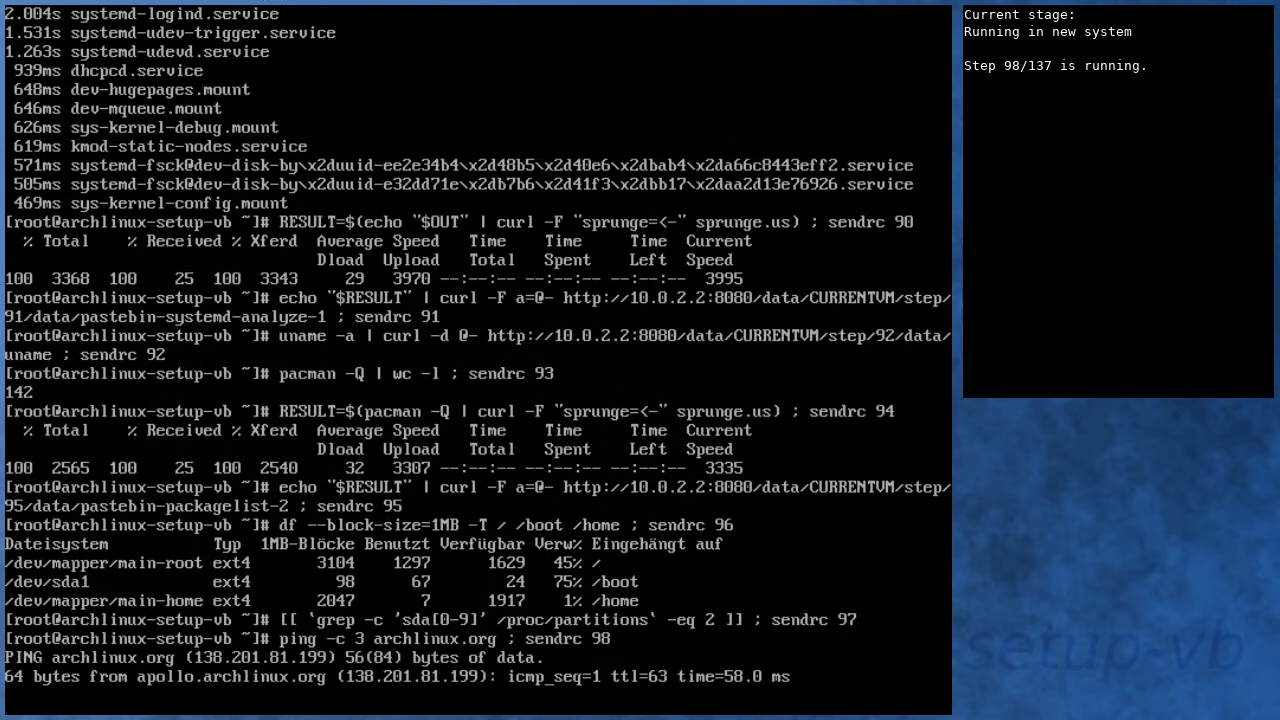 2.004s systemd-logind.service
1.531s systemd-udev-trigger.service
1.263s systemd-udevd.service
 939ms dhcpcd.service
 648ms dev-hugepages.mount
 646ms dev-mqueue.mount
 626ms sys-kernel-debug.mount
 619ms kmod-static-nodes.service
 571ms systemd-fsck@dev-disk-by\x2duuid-ee2e34b4\x2d48b5\x2d40e6\x2dbab4\x2da66c8443eff2.service
 505ms systemd-fsck@dev-disk-by\x2duuid-e32dd71e\x2db7b6\x2d41f3\x2dbb17\x2daa2d13e76926.service
 469ms sys-kernel-config.mount
[root@archlinux-setup-vb ~]# RESULT=$(echo "$OUT" | curl -F "sprunge=<-" sprunge.us) ; sendrc 90
  % Total    % Received % Xferd  Average Speed   Time    Time     Time  Current
                                 Dload  Upload   Total   Spent    Left  Speed
100  3368  100    25  100  3343     29   3970 --:--:-- --:--:-- --:--:--  3995
[root@archlinux-setup-vb ~]# echo "$RESULT" | curl -F a=@- http://10.0.2.2:8080/data/CURRENTVM/step/
91/data/pastebin-systemd-analyze-1 ; sendrc 91
[root@archlinux-setup-vb ~]# uname -a | curl -d @- http://10.0.2.2:8080/data/CURRENTVM/step/92/data/
uname ; sendrc 92
[root@archlinux-setup-vb ~]# pacman -Q | wc -l ; sendrc 93
142
[root@archlinux-setup-vb ~]# RESULT=$(pacman -Q | curl -F "sprunge=<-" sprunge.us) ; sendrc 94
  % Total    % Received % Xferd  Average Speed   Time    Time     Time  Current
                                 Dload  Upload   Total   Spent    Left  Speed
100  2565  100    25  100  2540     32   3307 --:--:-- --:--:-- --:--:--  3335
[root@archlinux-setup-vb ~]# echo "$RESULT" | curl -F a=@- http://10.0.2.2:8080/data/CURRENTVM/step/
95/data/pastebin-packagelist-2 ; sendrc 95
[root@archlinux-setup-vb ~]# df --block-size=1MB -T / /boot /home ; sendrc 96
Dateisystem           Typ  1MB-Blöcke Benutzt Verfügbar Verw% Eingehängt auf
/dev/mapper/main-root ext4       3104    1297      1629   45% /
/dev/sda1             ext4         98      67        24   75% /boot
/dev/mapper/main-home ext4       2047       7      1917    1% /home
[root@archlinux-setup-vb ~]# [[ `grep -c 'sda[0-9]' /proc/partitions` -eq 2 ]] ; sendrc 97
[root@archlinux-setup-vb ~]# ping -c 3 archlinux.org ; sendrc 98
PING archlinux.org (138.201.81.199) 56(84) bytes of data.
64 bytes from apollo.archlinux.org (138.201.81.199): icmp_seq=1 ttl=63 time=58.0 ms
Current stage:
Running in new system
Step 98/137 is running.
setup-vb